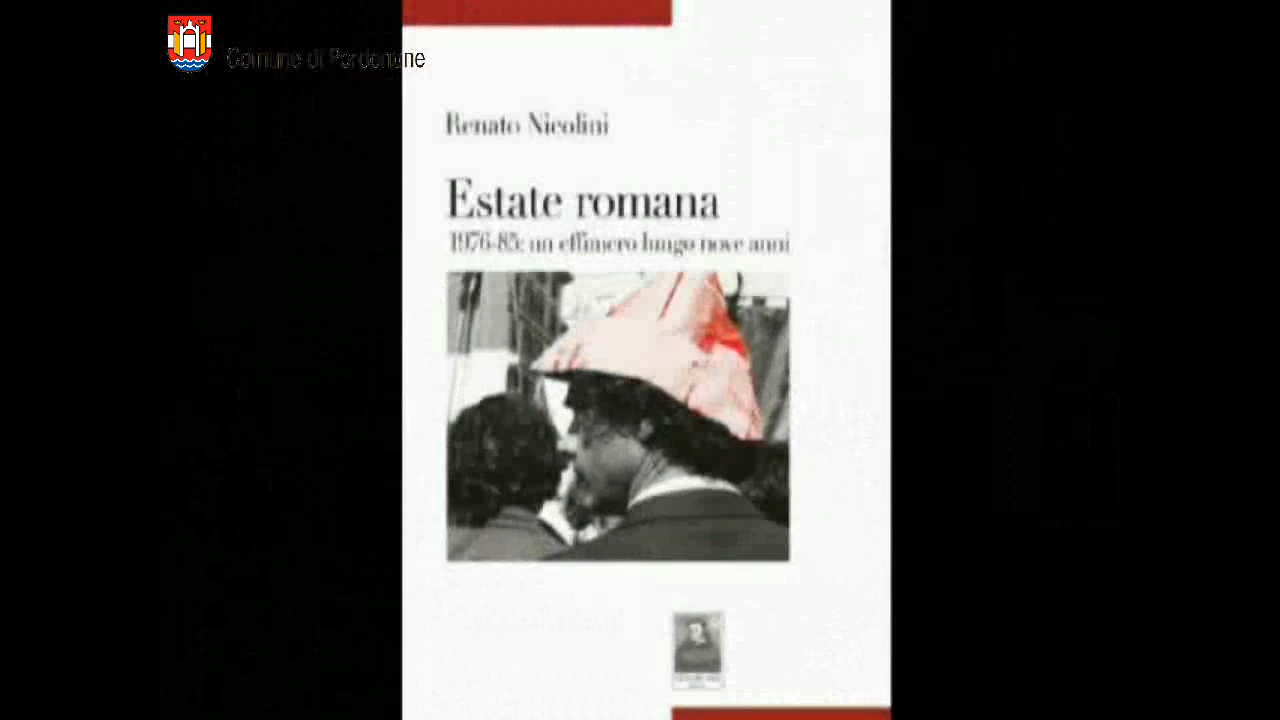 Comune di Pordenone
Renato Nicolini
Estate romana
1976-85: un effimero lungo nove anni